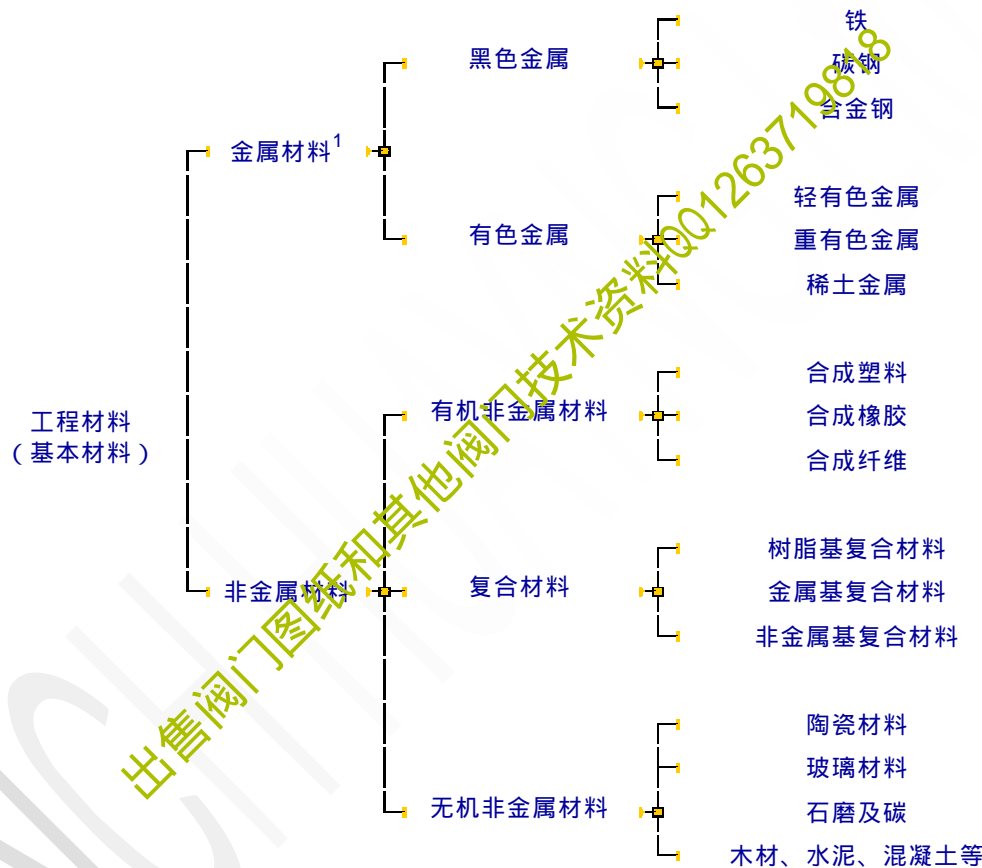 铁
黑色金属
碳钢
合金钢
金属材料1
轻有色金属
有色金属
重有色金属
稀土金属
合成塑料
有机非金属材料
合成橡胶
合成纤维
工程材料
（基本材料）
树脂基复合材料
非金属材料
复合材料
金属基复合材料
非金属基复合材料
陶瓷材料
玻璃材料
无机非金属材料
石磨及碳
木材、水泥、混凝土等
出售阀门图纸和其他阀门技术资料QQ1263719818